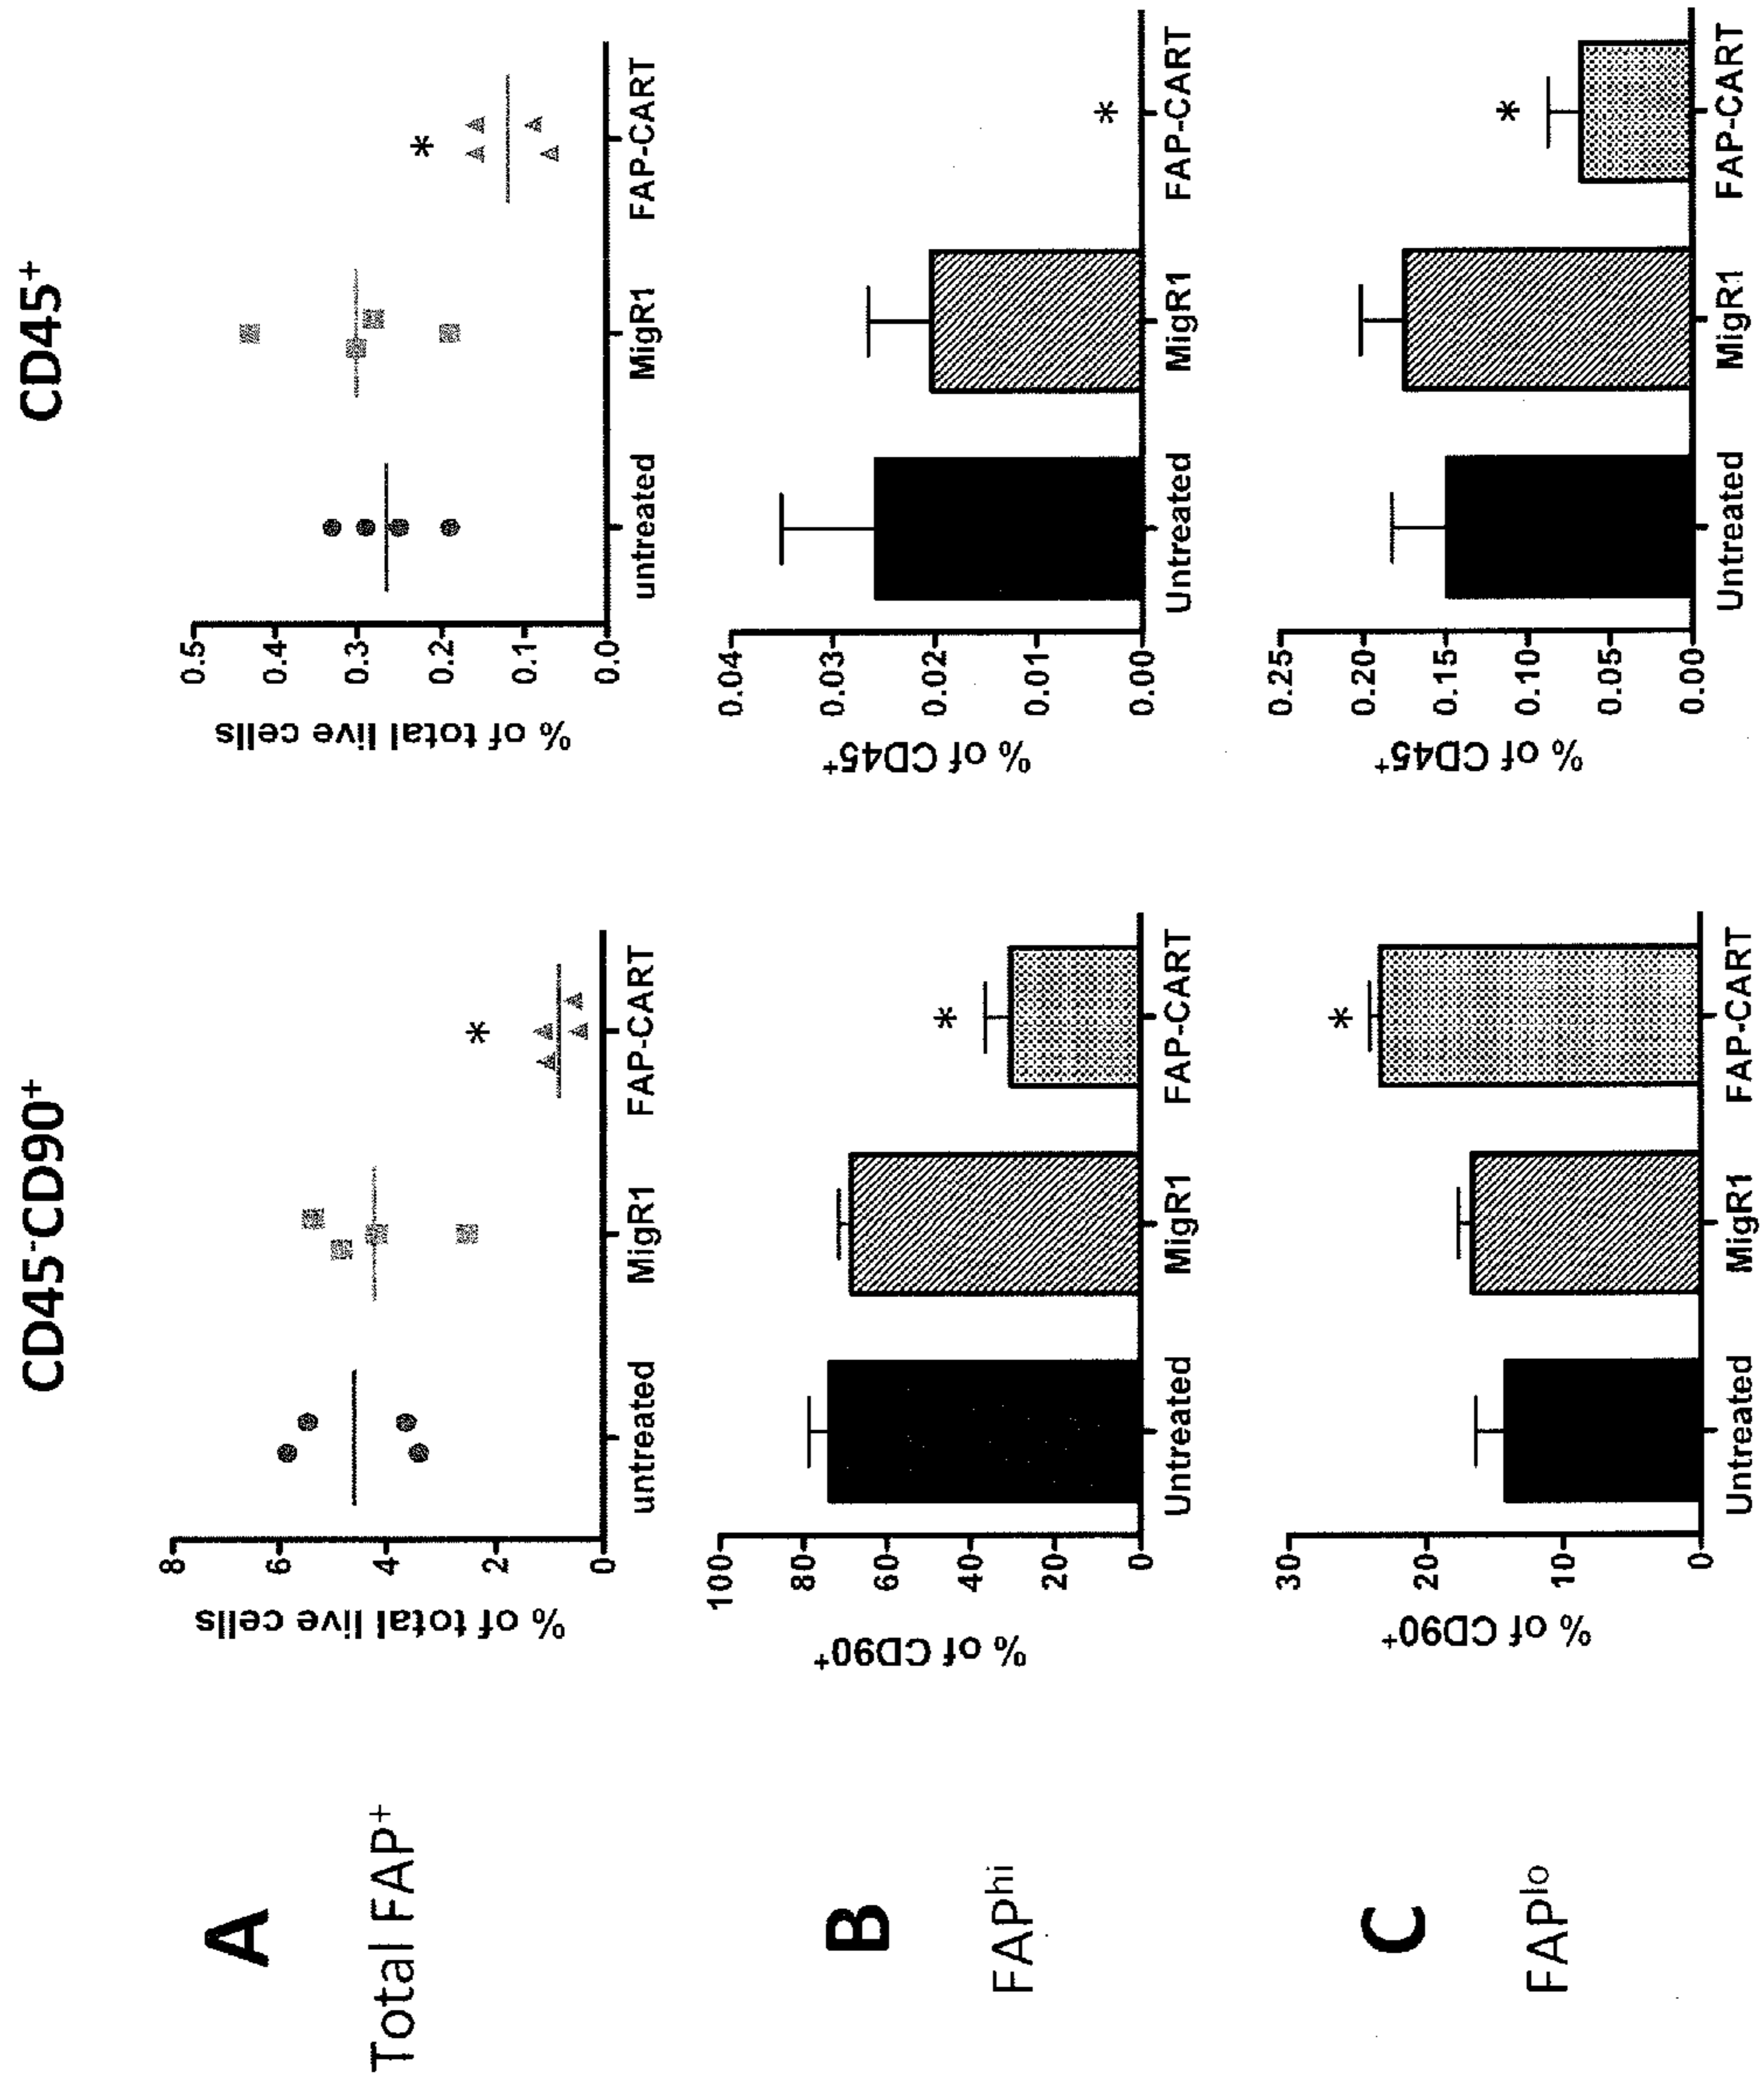 CD45-CD90+
CD45+
A
Total FAP+
% of total live cells
8
6
4
2
0
*
untreated
MigR1
FAP-CART
% of total live cells
0.5
0.4
0.3
0.2
0.1
0.0
*
untreated
MigR1
FAP-CART
B
FAPhi
% of CD90+
100
80
60
40
20
0
*
Untreated
MigR1
FAP-CART
% of CD45+
0.04
0.03
0.02
0.01
0.00
*
Untreated
MigR1
FAP-CART
C
FAPlo
% of CD90+
30
20
10
0
*
Untreated
MigR1
FAP-CART
% of CD45+
0.25
0.20
0.15
0.10
0.05
0.00
*
Untreated
MigR1
FAP-CART